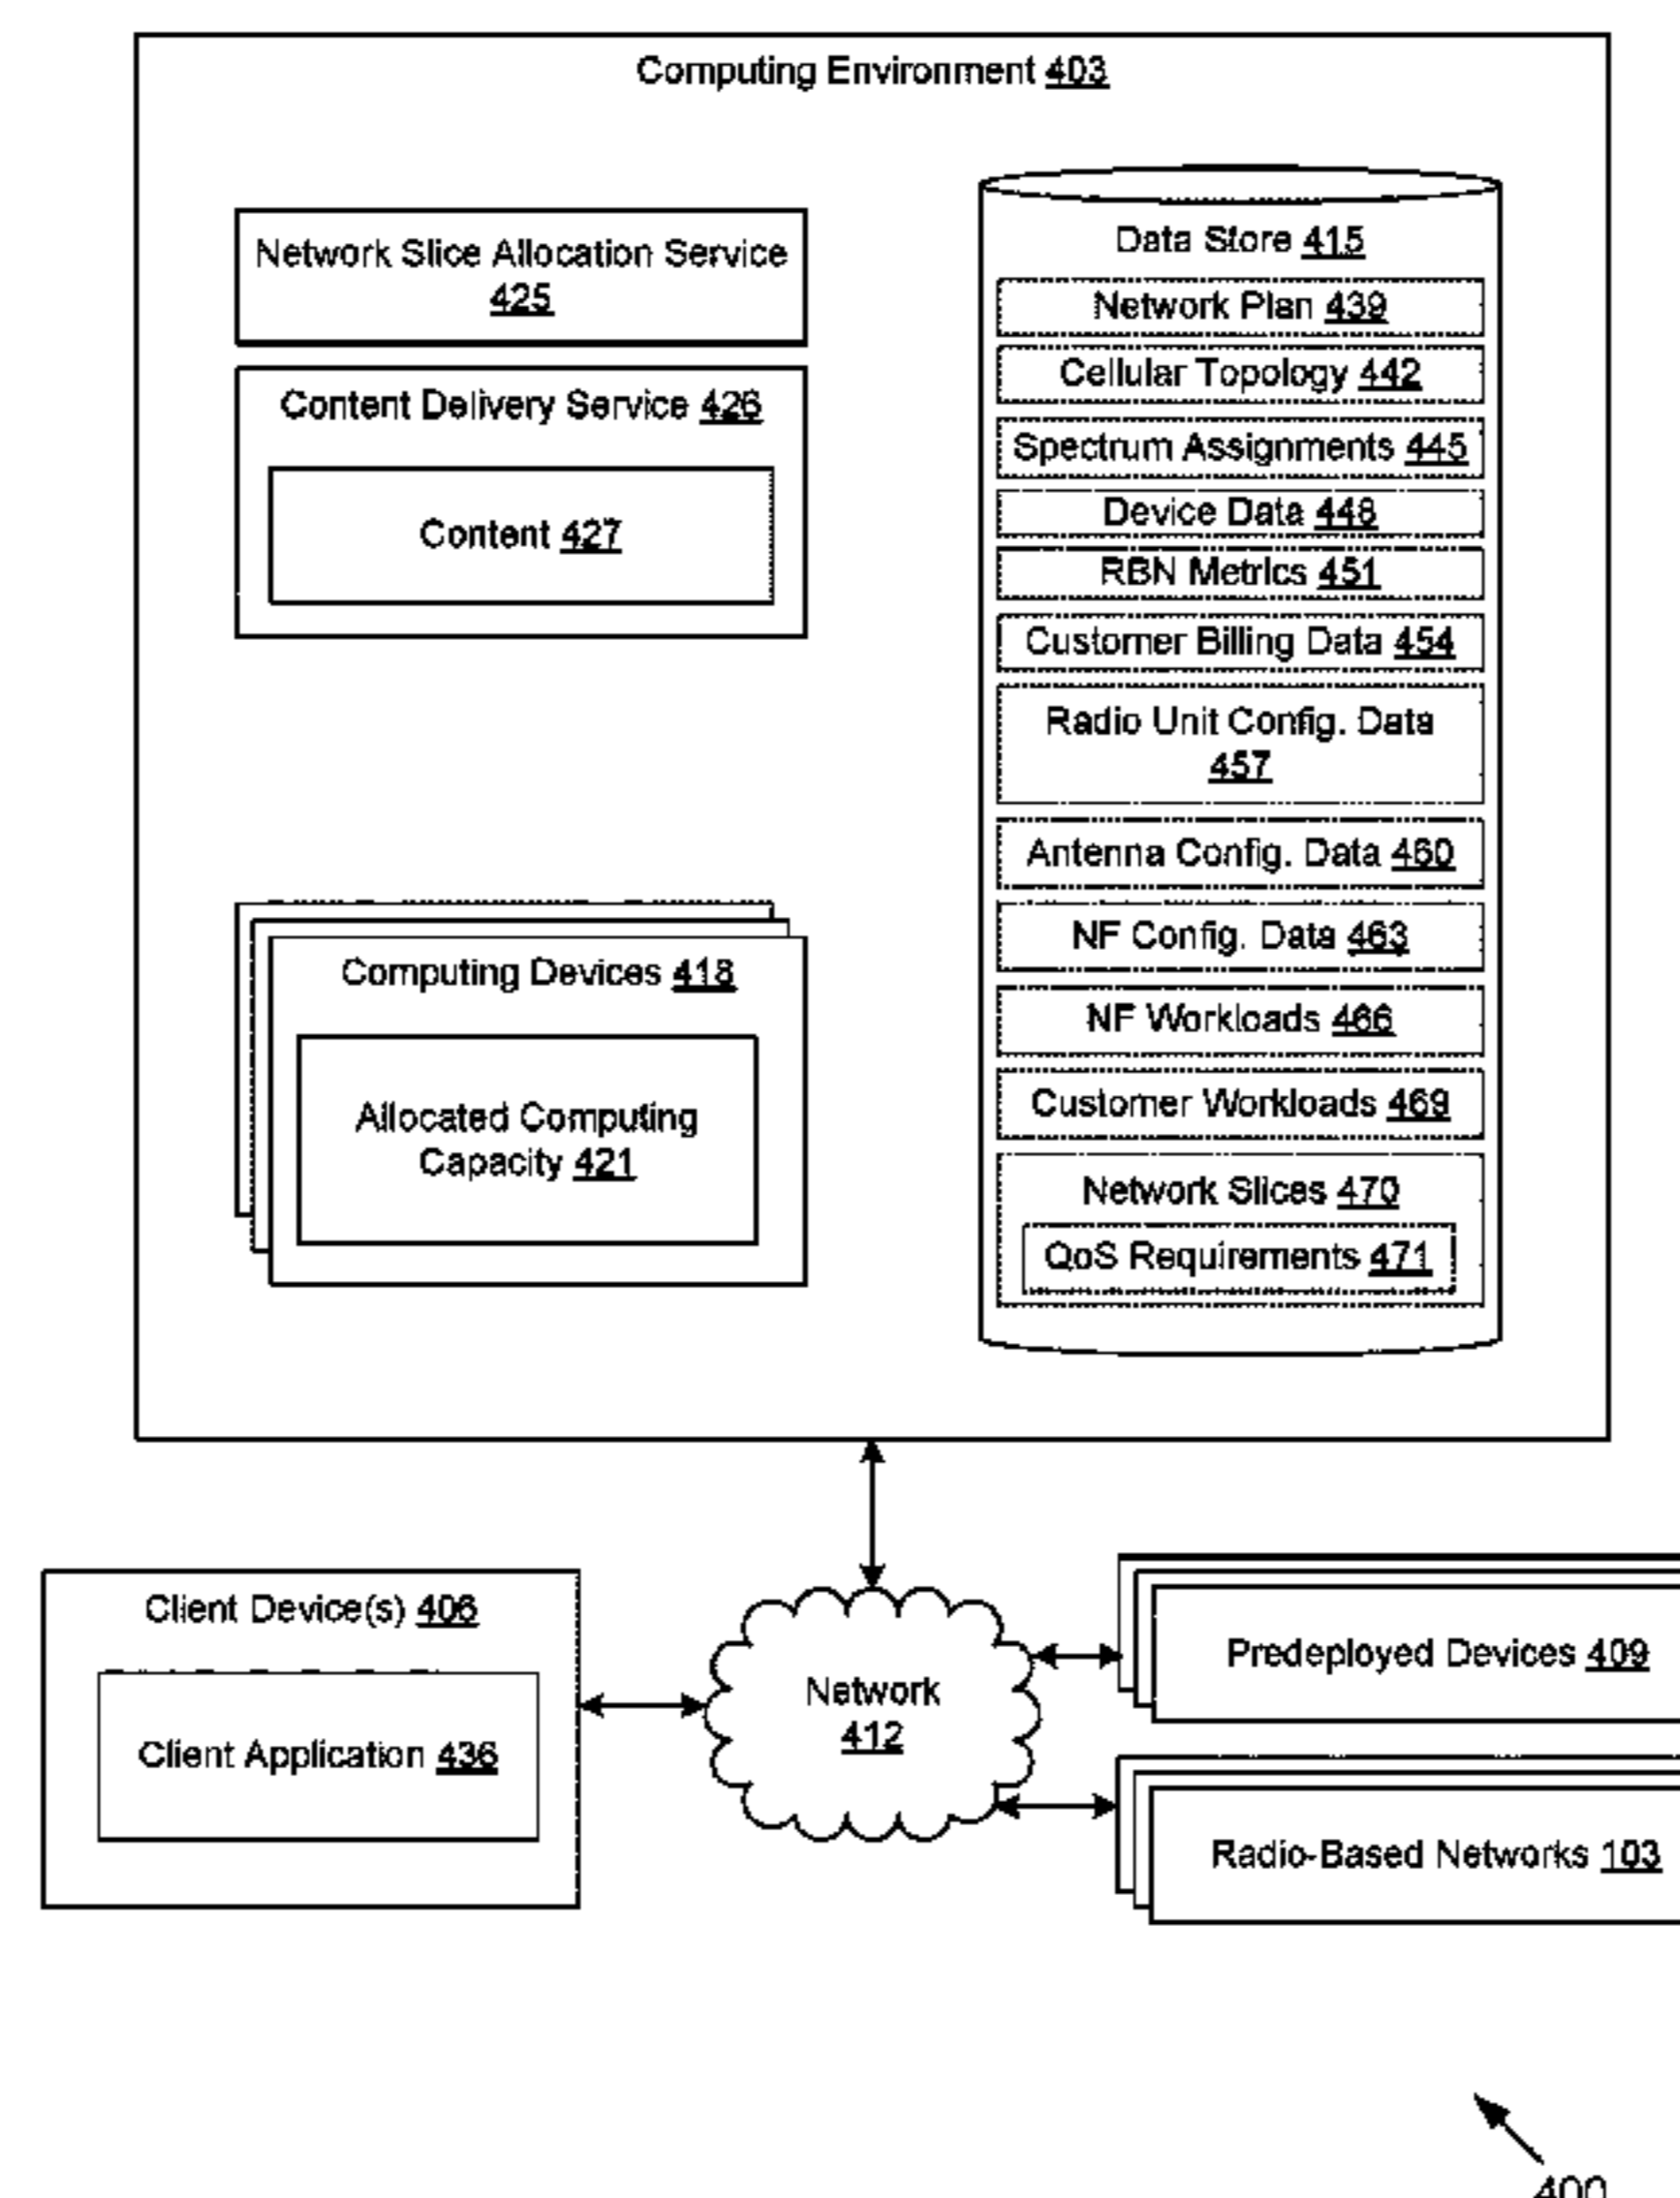 Computing Environment 403
Network Slice Allocation Service
425
Content Delivery Service 426
Content 427
Computing Devices 418
Allocated Computing
Capacity 421
Data Store 415
Network Plan 439
Cellular Topology 442
Spectrum Assignments 445
Device Data 448
RBN Metrics 451
Customer Billing Data 454
Radio Unit Config. Data
457
Antenna Config. Data 460
NF Config. Data 463
NF Workloads 466
Customer Workloads 469
Network Slices 470
QoS Requirements 471
Client Device(s) 406
Client Application 436
Network
412
Predeployed Devices 409
Radio-Based Networks 103
400